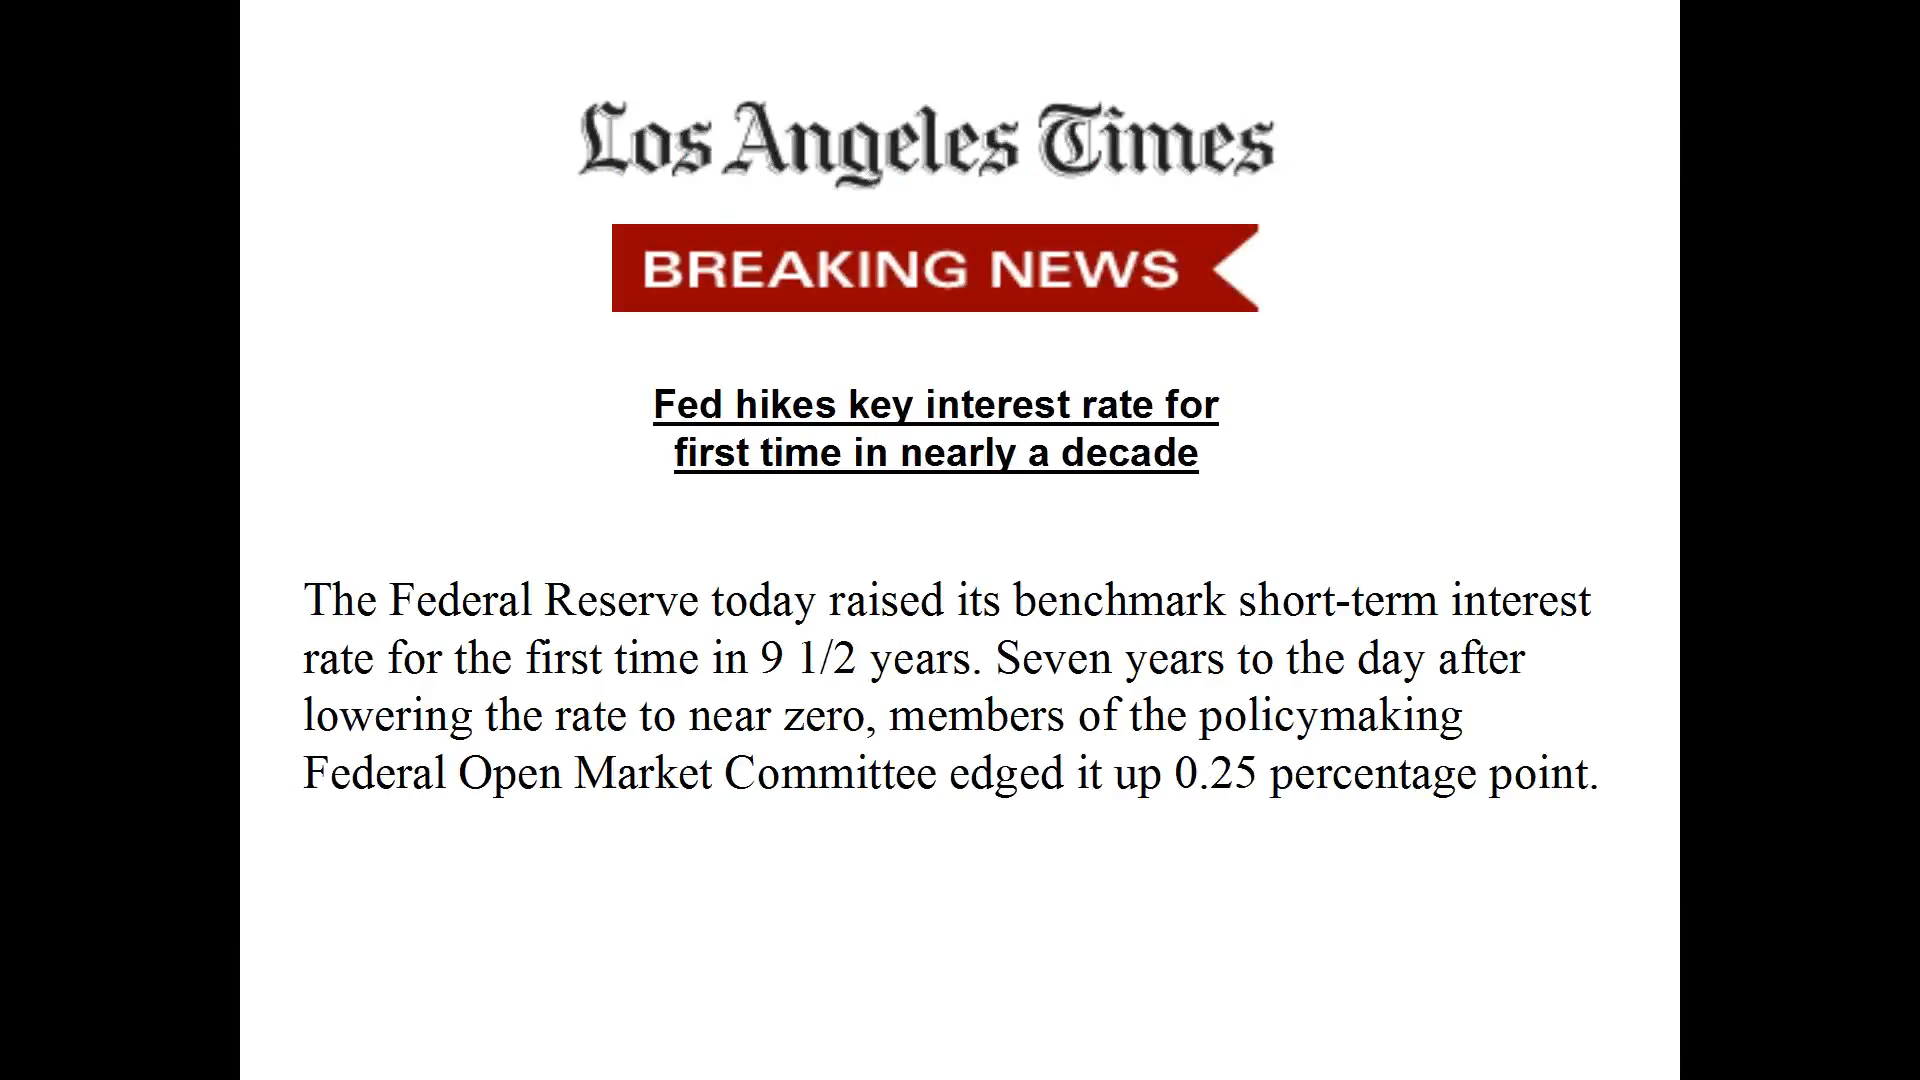 Los Angeles Times
BREAKING NEWS
Fed hikes key interest rate for
first time in nearly a decade
The Federal Reserve today raised its benchmark short-term interest
rate for the first time in 9 1/2 years. Seven years to the day after
lowering the rate to near zero, members of the policymaking
Federal Open Market Committee edged it up 0.25 percentage point.